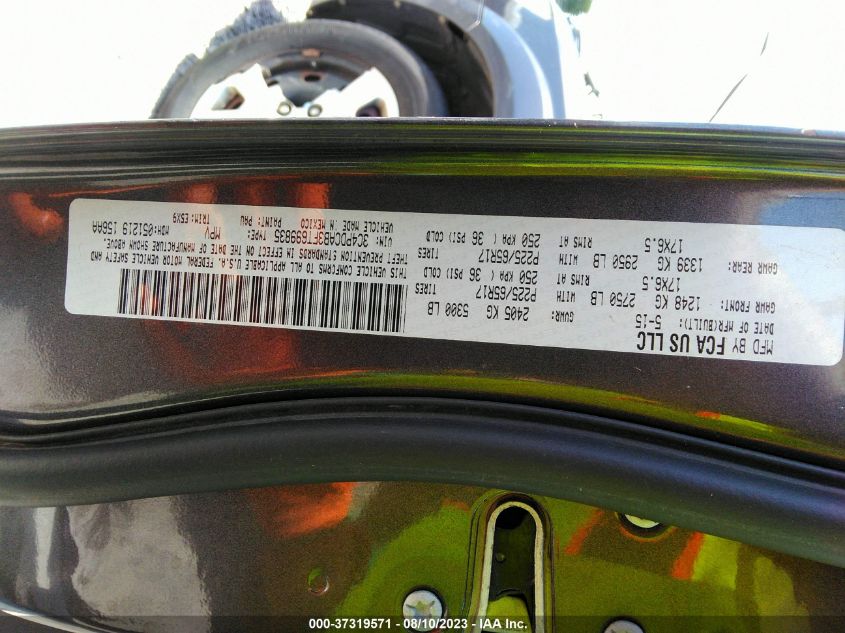 MFD BY FCA US LLC
DATE OF MFR(BUILT): 5-15 GVWR: 2405 KG 5300 LB
GAWR FRONT: 1248 KG 2750 LB WITH P225/65R17 TIRES
17X6.5 RIMS AT 250 KPA ( 36 PSI) COLD
GAWR REAR: 1339 KG 2950 LB WITH P225/65R17 TIRES
17X6.5 RIMS AT 250 KPA ( 36 PSI) COLD
THIS VEHICLE CONFORMS TO ALL APPLICABLE U.S.A. FEDERAL MOTOR VEHICLE SAFETY AND
THEFT PREVENTION STANDARDS IN EFFECT ON THE DATE OF MANUFACTURE SHOWN ABOVE.
VIN: 3C4PDCAB3FT699835 TYPE: MPV MDH:051219 156AA
VEHICLE MADE IN MEXICO PAINT: PAU TRIM: ESX9
000-37319571 - 08/10/2023 - IAA Inc.